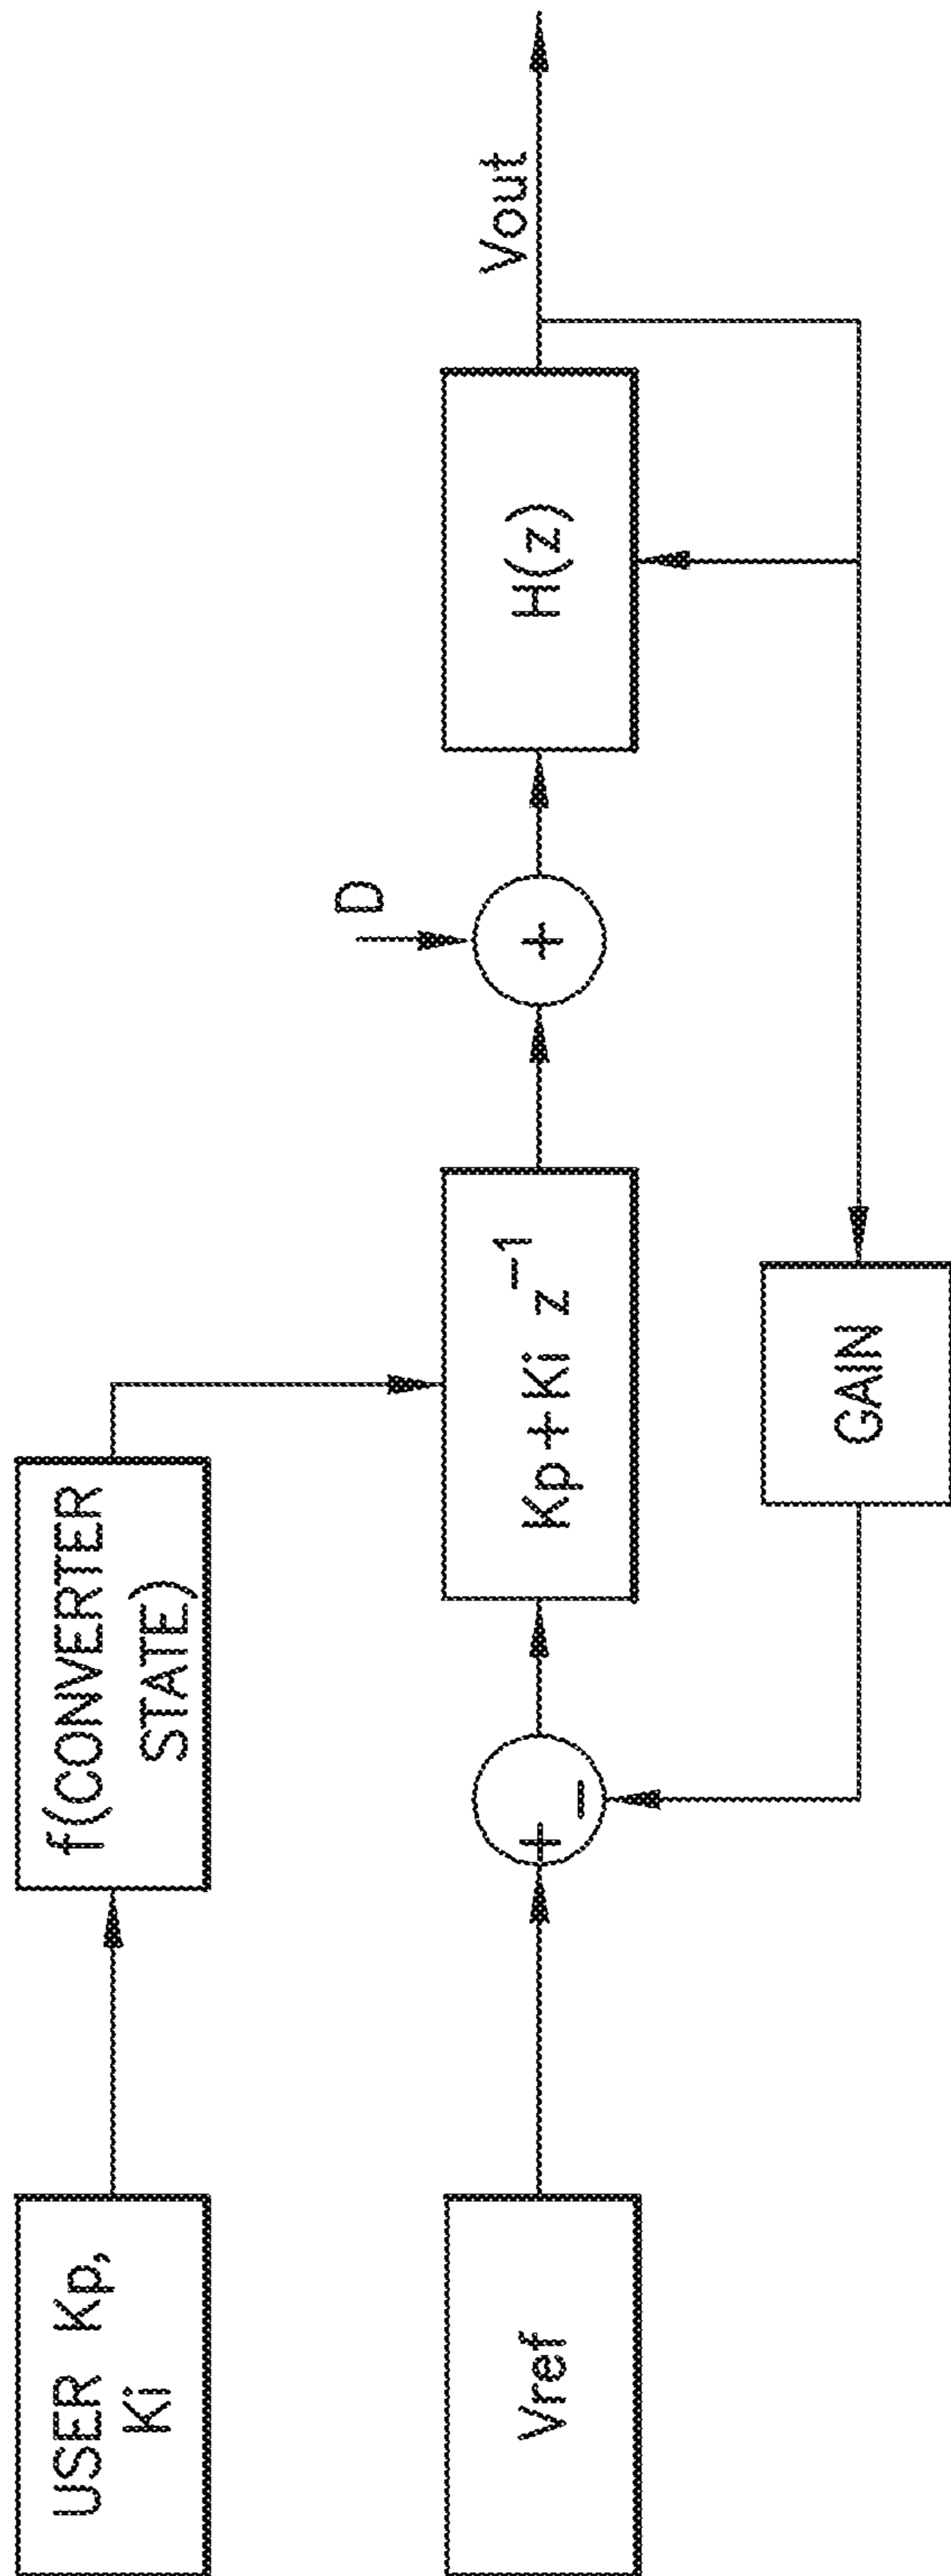 USER Kp,
Ki
f(CONVERTER
STATE)
Vref
+
−
Kp+Ki z⁻¹
D
+
H(z)
Vout
GAIN